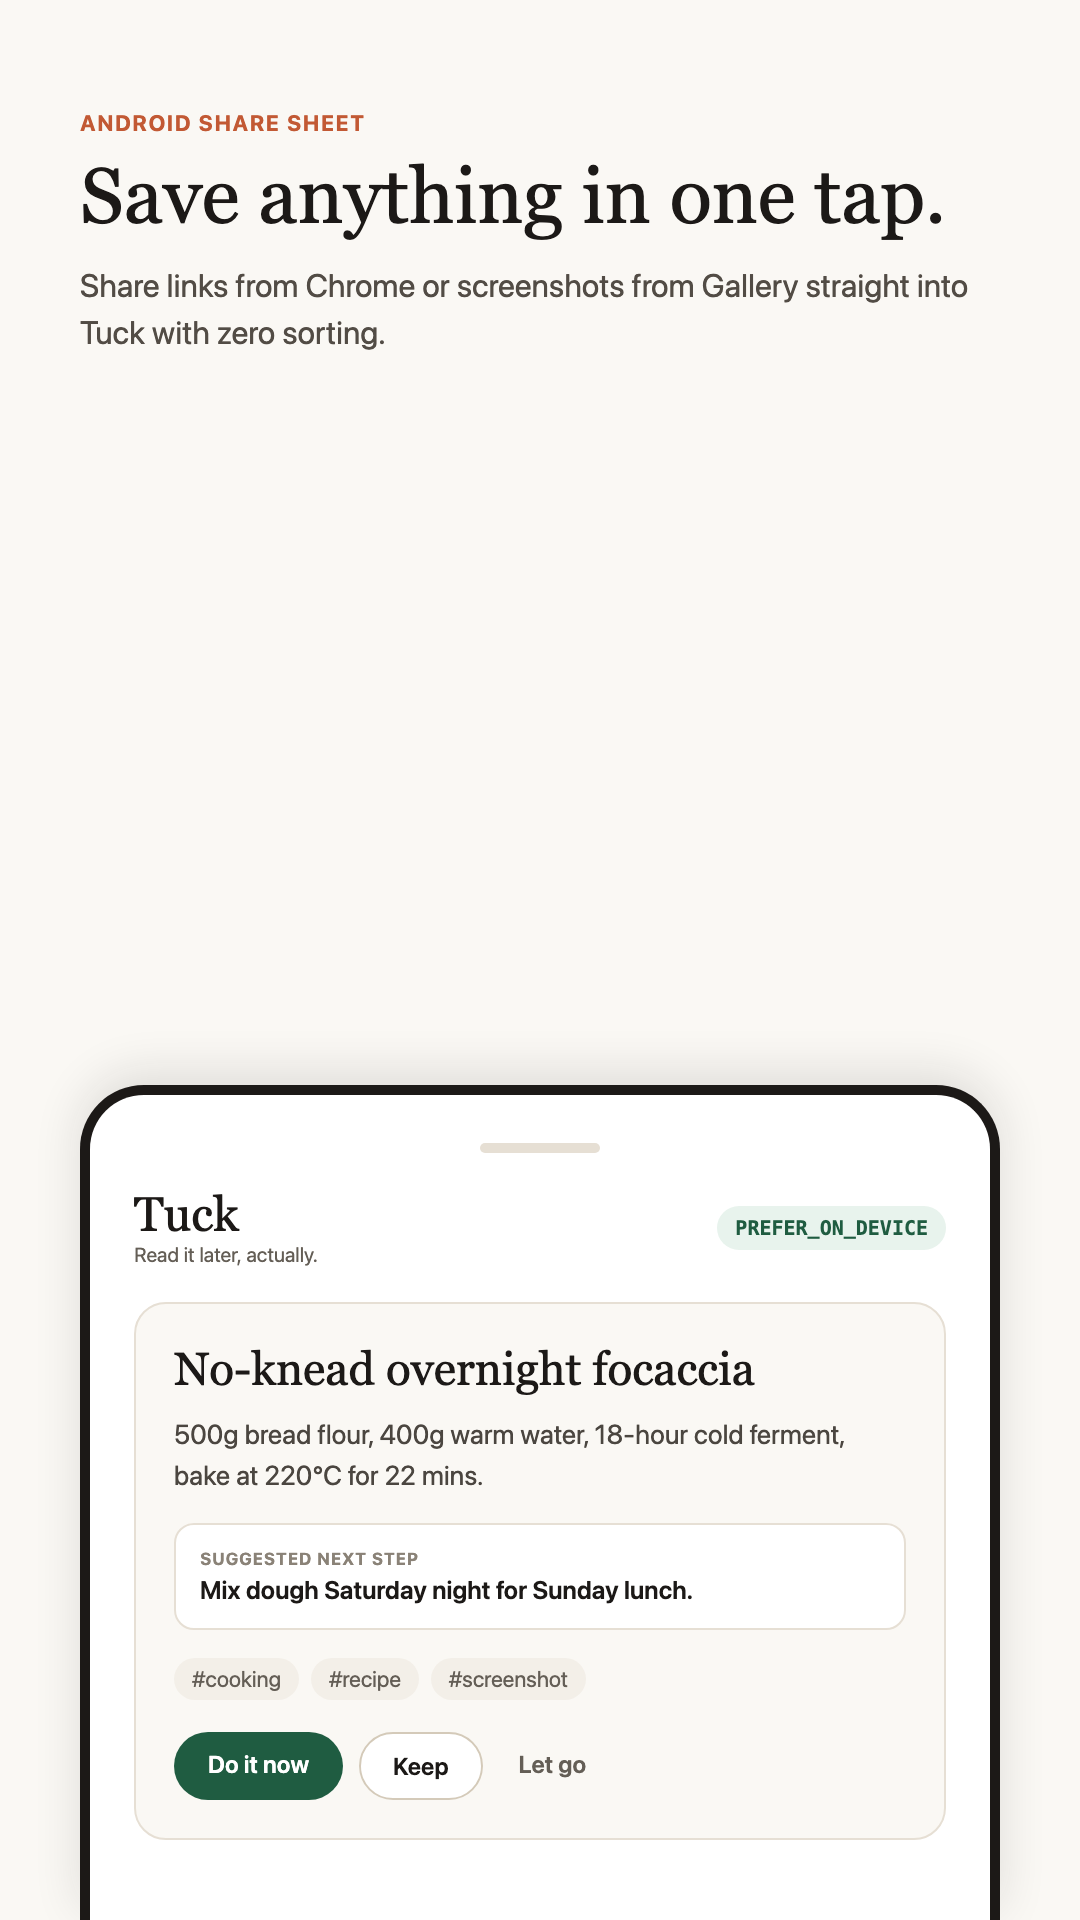 ANDROID SHARE SHEET
Save anything in one tap.
Share links from Chrome or screenshots from Gallery straight into
Tuck with zero sorting.
Tuck
Read it later, actually.
PREFER_ON_DEVICE
No-knead overnight focaccia
500g bread flour, 400g warm water, 18-hour cold ferment,
bake at 220°C for 22 mins.
SUGGESTED NEXT STEP
Mix dough Saturday night for Sunday lunch.
#cooking #recipe #screenshot
Do it now Keep Let go